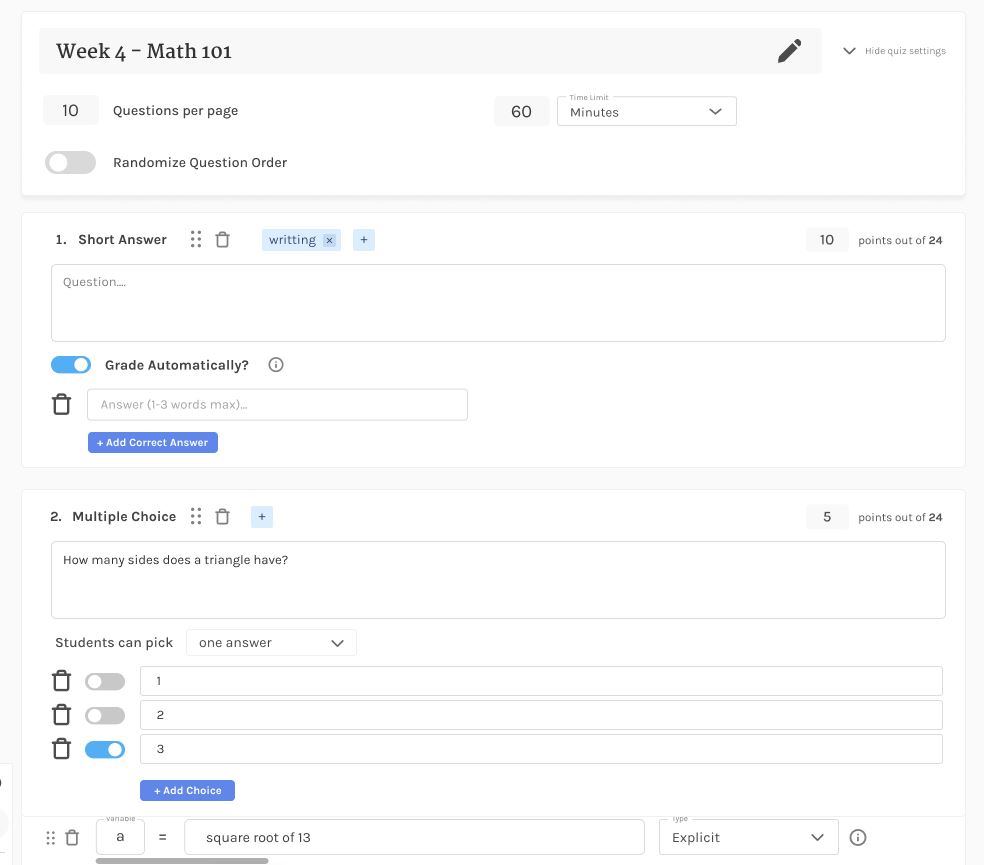 Week 4 - Math 101
Hide quiz settings
10 Questions per page
60 Time Limit Minutes
Randomize Question Order
1. Short Answer writting × + 10 points out of 24
Question....
Grade Automatically?
Answer (1-3 words max)...
+ Add Correct Answer
2. Multiple Choice + 5 points out of 24
How many sides does a triangle have?
Students can pick one answer
1
2
3
+ Add Choice
Variable Type
a = square root of 13 Explicit